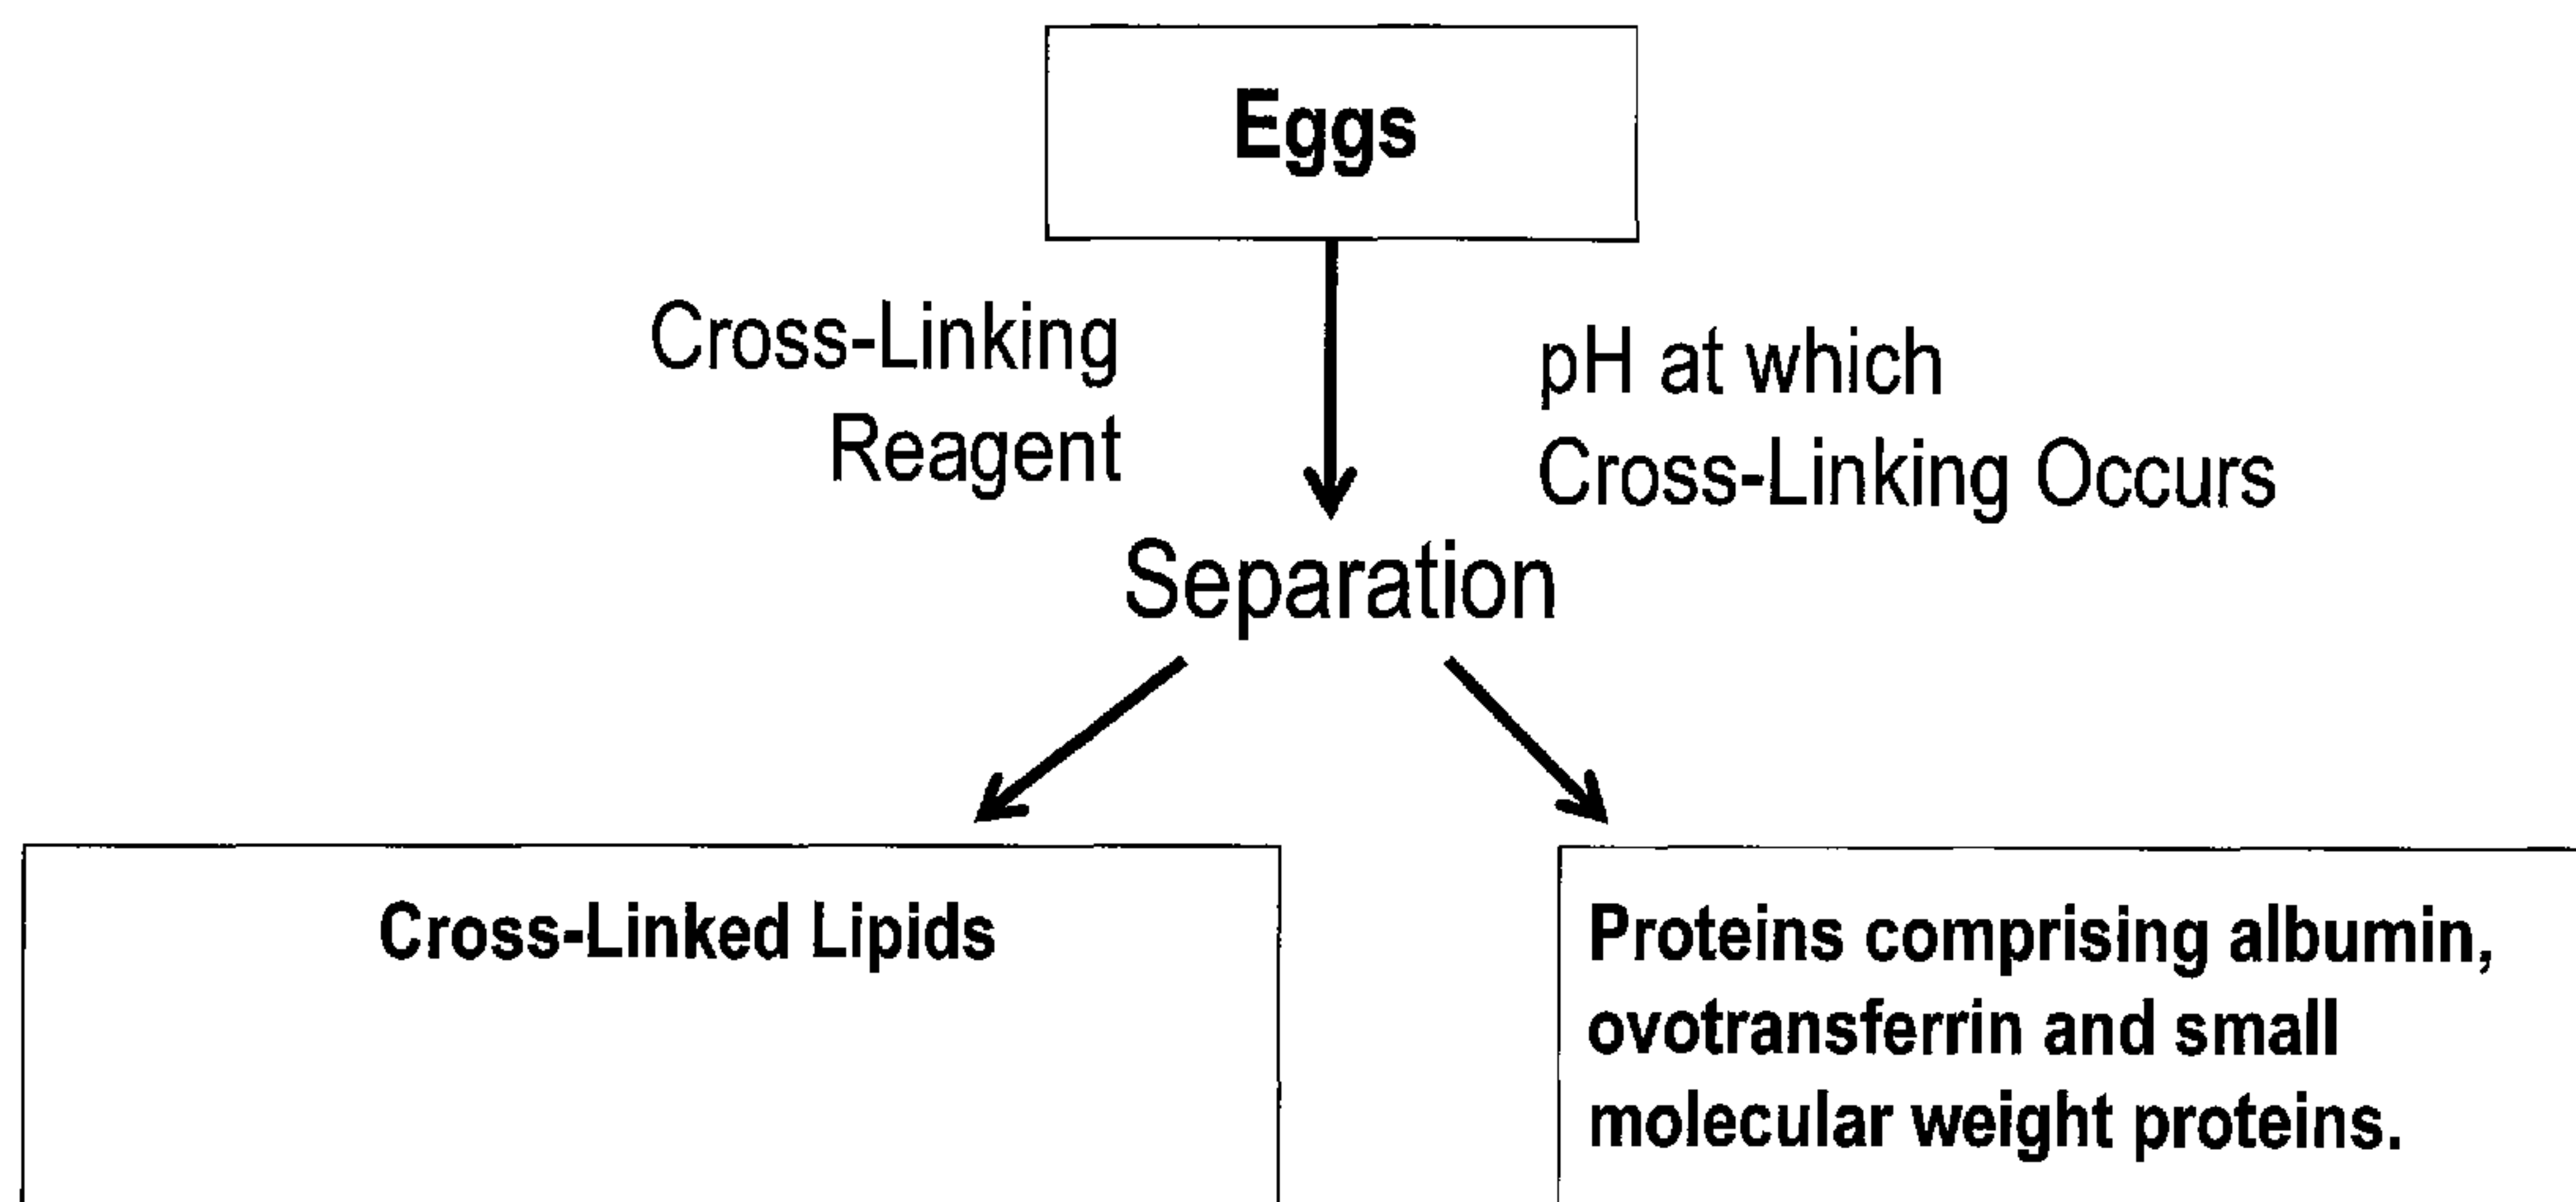 Eggs
Cross-Linking
Reagent
pH at which
Cross-Linking Occurs
Separation
Cross-Linked Lipids
Proteins comprising albumin,
ovotransferrin and small
molecular weight proteins.